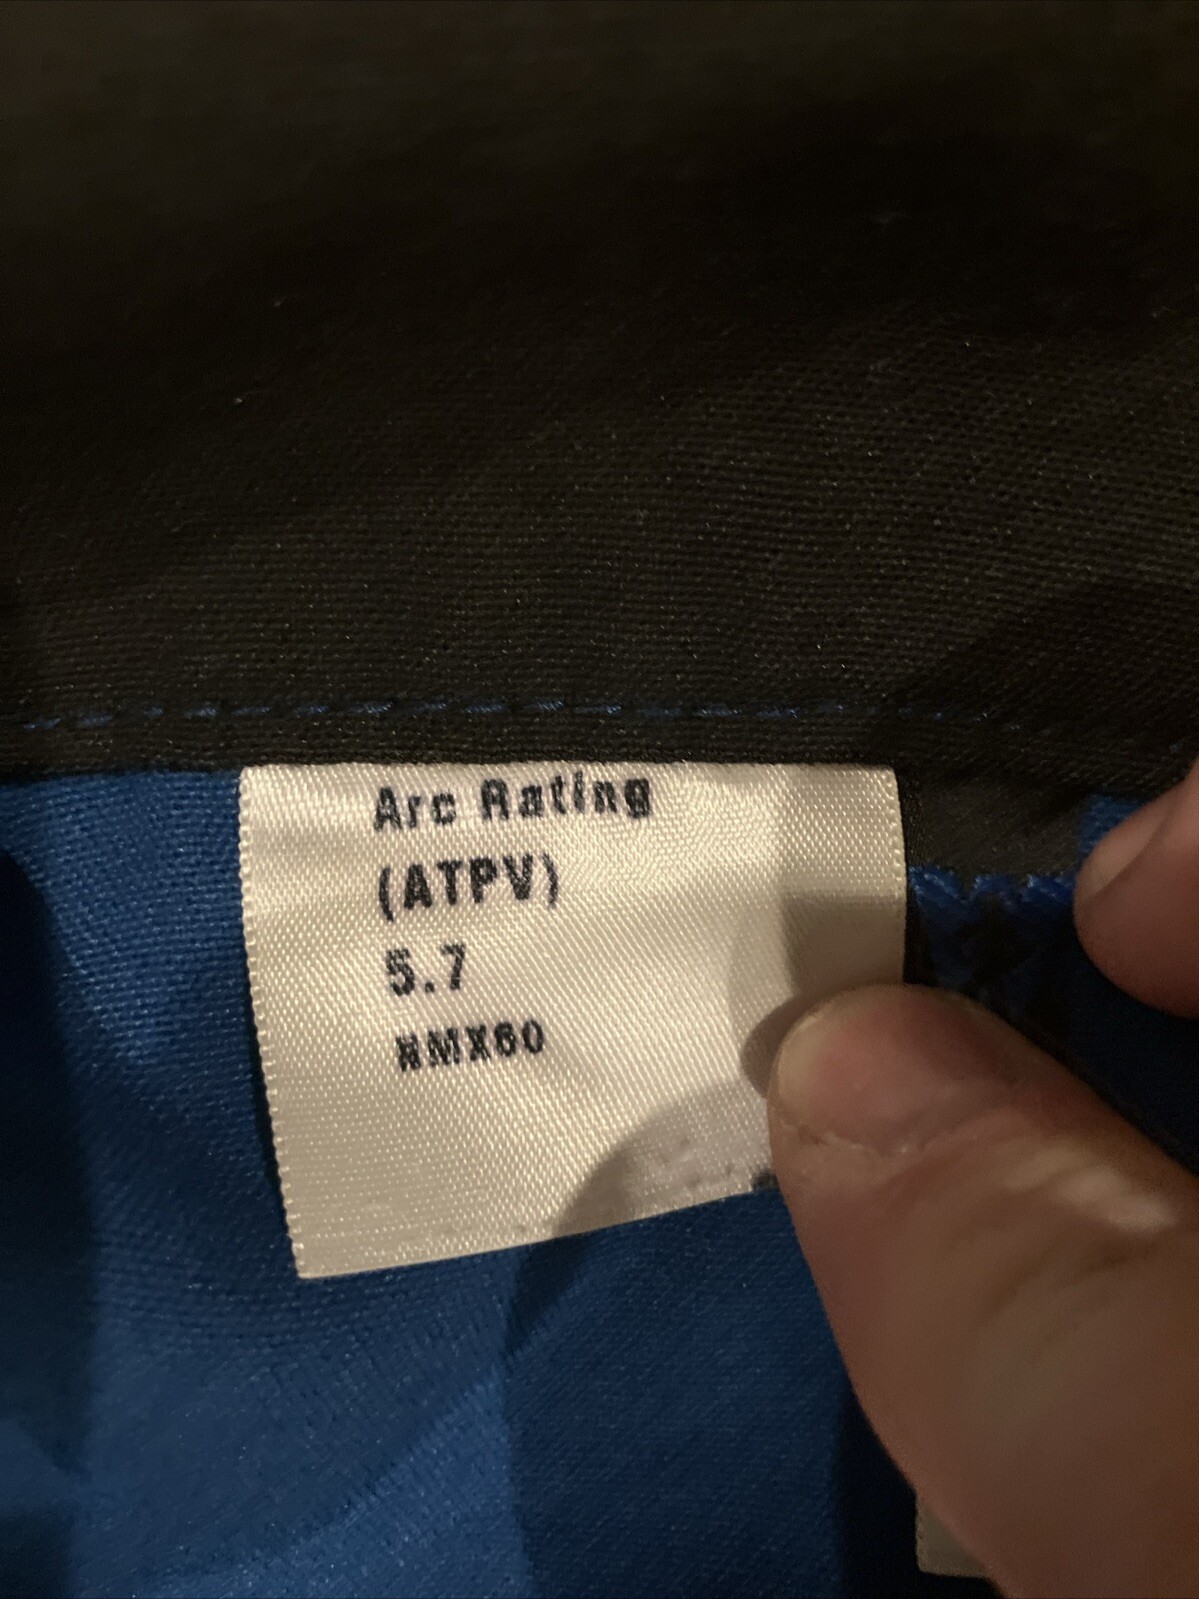 Arc Rating
(ATPV)
5.7
NMX60